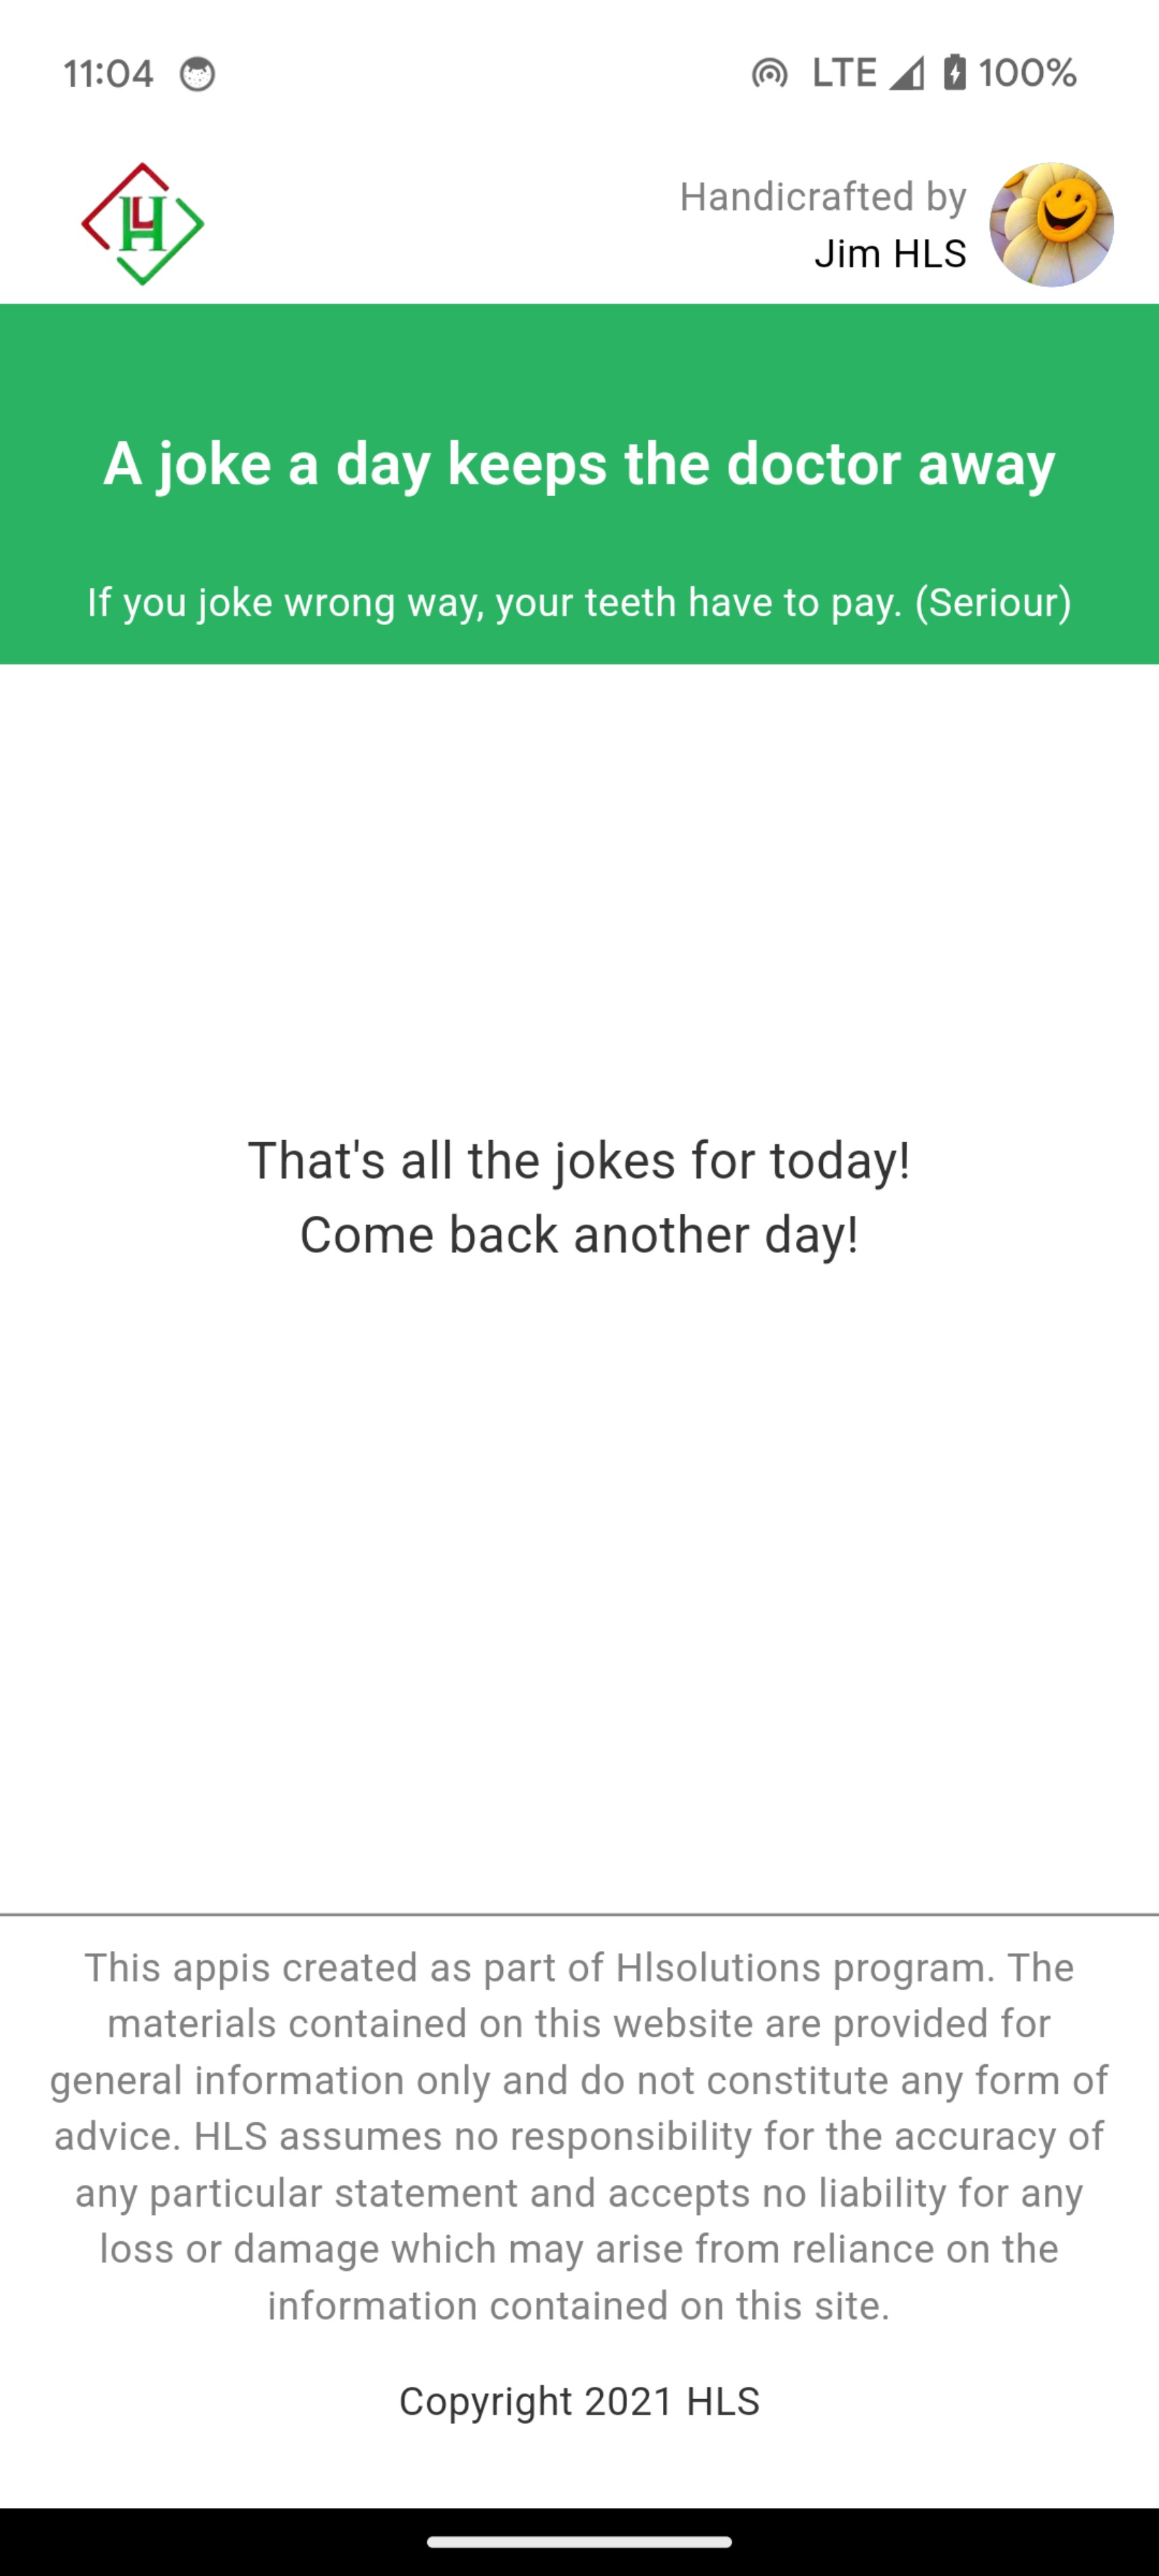 11:04
LTE
100%
Handicrafted by
Jim HLS
A joke a day keeps the doctor away
If you joke wrong way, your teeth have to pay. (Seriour)
That's all the jokes for today!
Come back another day!
This appis created as part of Hlsolutions program. The
materials contained on this website are provided for
general information only and do not constitute any form of
advice. HLS assumes no responsibility for the accuracy of
any particular statement and accepts no liability for any
loss or damage which may arise from reliance on the
information contained on this site.
Copyright 2021 HLS